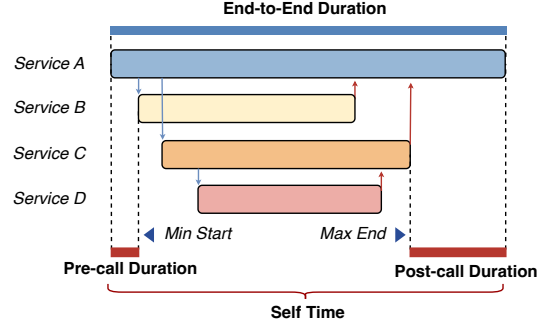 End-to-End Duration
Service A
Service B
Service C
Service D
Min Start
Max End
Pre-call Duration
Post-call Duration
Self Time